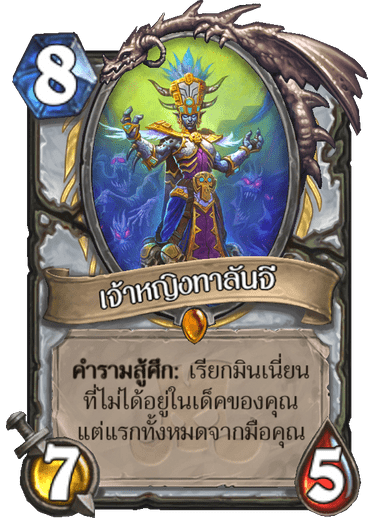 8
เจ้าหญิงทาลันจี
คำรามสู้ศึก: เรียกมินเนี่ยน
ที่ไม่ได้อยู่ในเด็คของคุณ
แต่แรกทั้งหมดจากมือคุณ
7
5